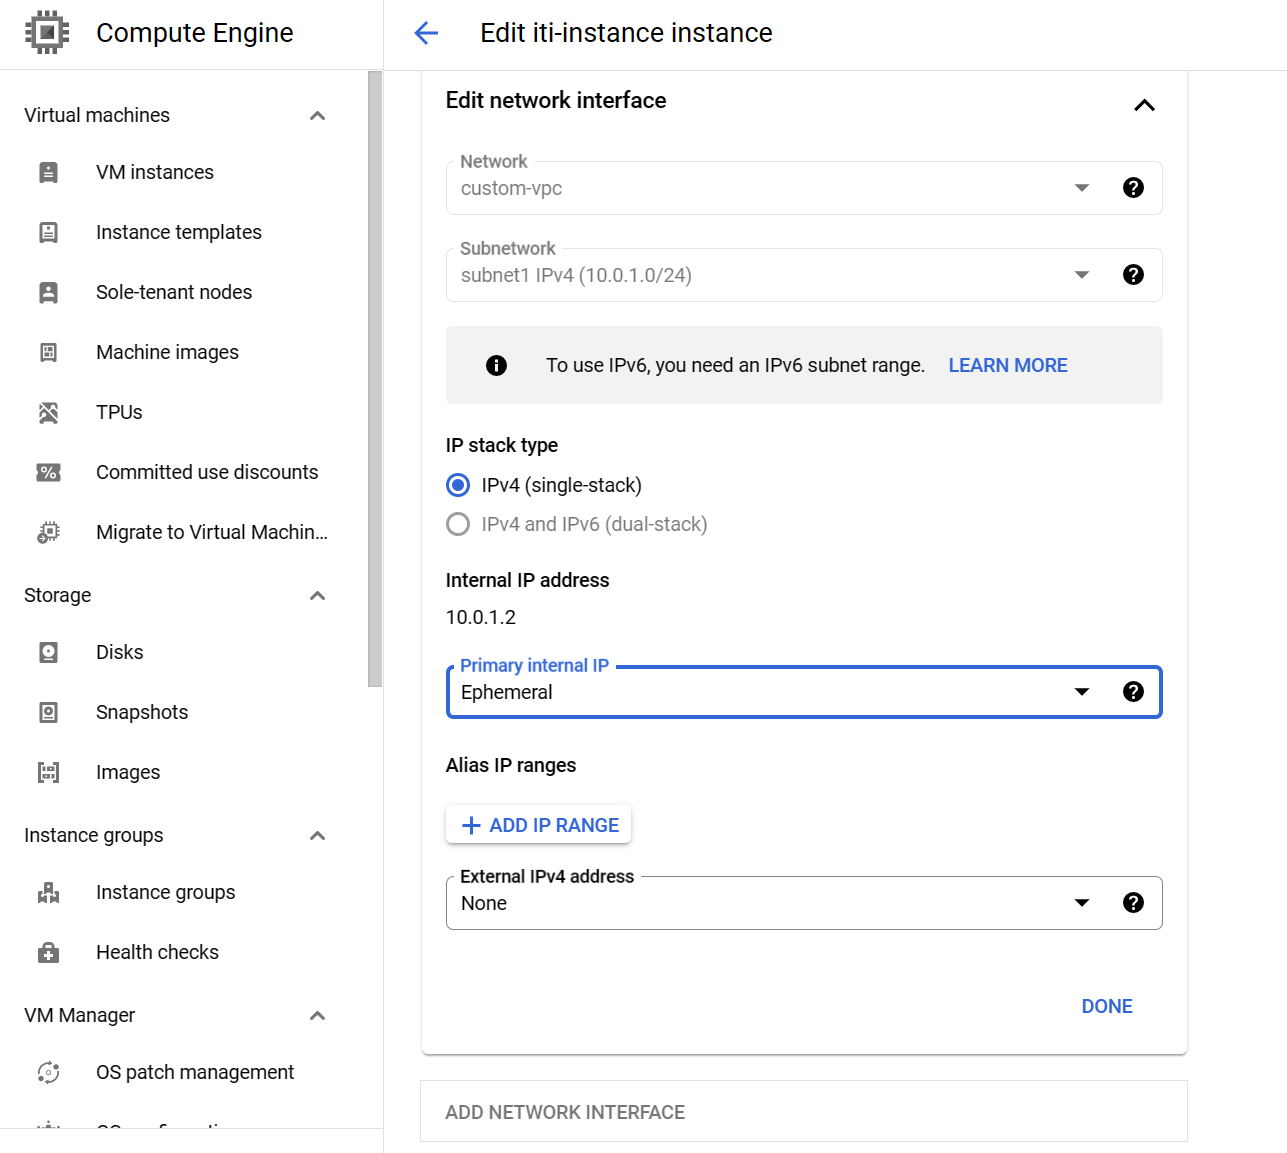 Compute Engine
Edit iti-instance instance
Virtual machines
VM instances
Instance templates
Sole-tenant nodes
Machine images
TPUs
Committed use discounts
Migrate to Virtual Machin...
Storage
Disks
Snapshots
Images
Instance groups
Instance groups
Health checks
VM Manager
OS patch management
Edit network interface
Network
custom-vpc
Subnetwork
subnet1 IPv4 (10.0.1.0/24)
To use IPv6, you need an IPv6 subnet range. LEARN MORE
IP stack type
IPv4 (single-stack)
IPv4 and IPv6 (dual-stack)
Internal IP address
10.0.1.2
Primary internal IP
Ephemeral
Alias IP ranges
ADD IP RANGE
External IPv4 address
None
DONE
ADD NETWORK INTERFACE